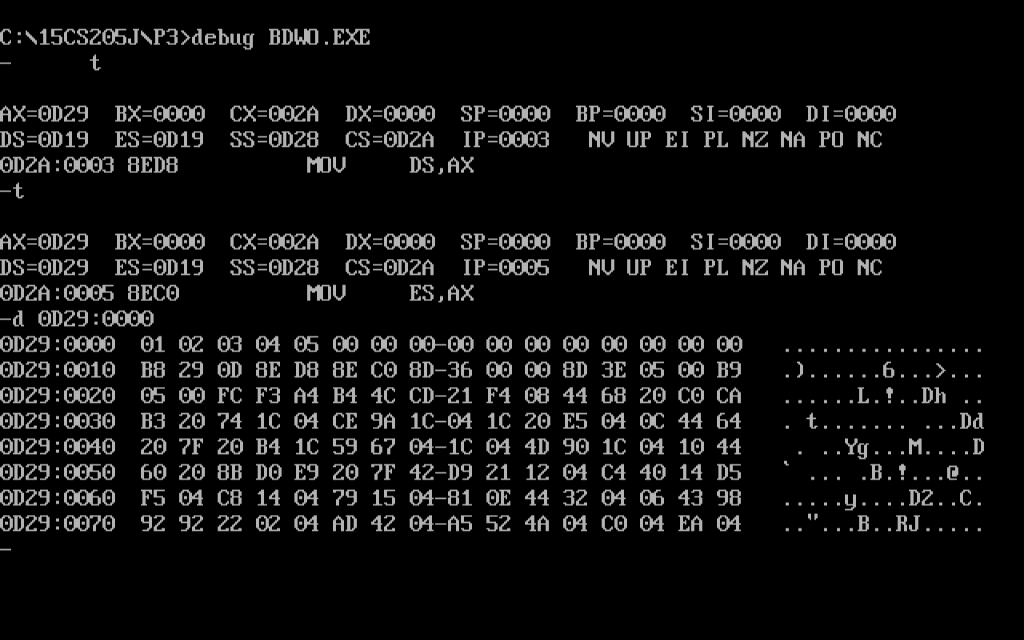 C:\15CS205J\P3>debug BDWO.EXE
-       t
AX=0D29  BX=0000  CX=002A  DX=0000  SP=0000  BP=0000  SI=0000  DI=0000
DS=0D19  ES=0D19  SS=0D28  CS=0D2A  IP=0003   NV UP EI PL NZ NA PO NC
0D2A:0003 8ED8          MOV     DS,AX
-t
AX=0D29  BX=0000  CX=002A  DX=0000  SP=0000  BP=0000  SI=0000  DI=0000
DS=0D29  ES=0D19  SS=0D28  CS=0D2A  IP=0005   NV UP EI PL NZ NA PO NC
0D2A:0005 8EC0          MOV     ES,AX
-d 0D29:0000
0D29:0000  01 02 03 04 05 00 00 00-00 00 00 00 00 00 00 00   ................
0D29:0010  B8 29 0D 8E D8 8E C0 8D-36 00 00 8D 3E 05 00 B9   .)......6...>...
0D29:0020  05 00 FC F3 A4 B4 4C CD-21 F4 08 44 68 20 C0 CA   ......L.!..Dh ..
0D29:0030  B3 20 74 1C 04 CE 9A 1C-04 1C 20 E5 04 0C 44 64   . t....... ...Dd
0D29:0040  20 7F 20 B4 1C 59 67 04-1C 04 4D 90 1C 04 10 44    . ..Yg...M....D
0D29:0050  60 20 8B D0 E9 20 7F 42-D9 21 12 04 C4 40 14 D5   ` ... .B.!...@..
0D29:0060  F5 04 C8 14 04 79 15 04-81 0E 44 32 04 06 43 98   .....y....D2..C.
0D29:0070  92 92 22 02 04 AD 42 04-A5 52 4A 04 C0 04 EA 04   .."...B..RJ.....
-